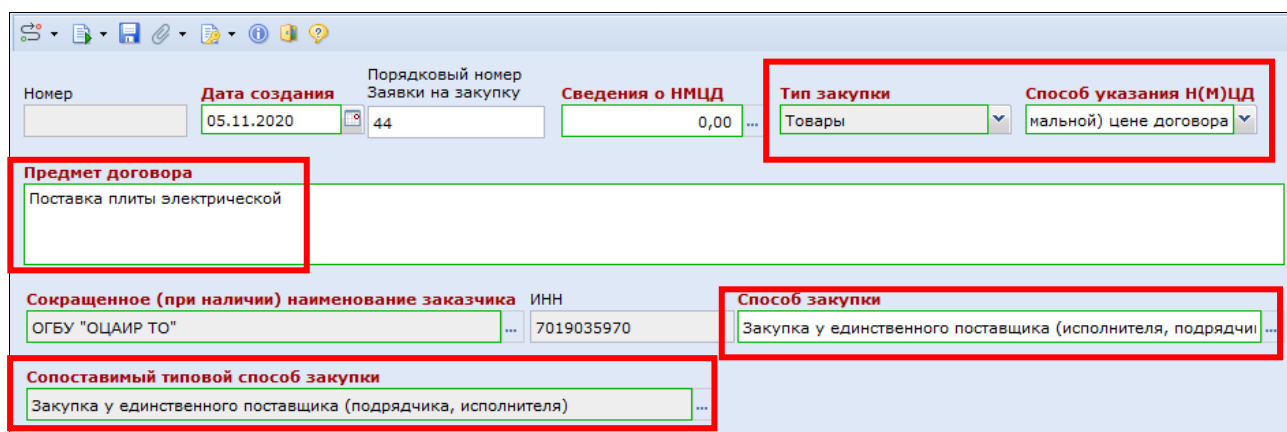 Порядковый номер
Номер Дата создания Заявки на закупку Сведения о НМЦД Тип закупки Способ указания Н(М)ЦД
05.11.2020 44 0,00 ... Товары мальной) цене договора
Предмет договора
Поставка плиты электрической
Сокращенное (при наличии) наименование заказчика ИНН Способ закупки
ОГБУ "ОЦАИР ТО" ... 7019035970 Закупка у единственного поставщика (исполнителя, подрядчи ...
Сопоставимый типовой способ закупки
Закупка у единственного поставщика (подрядчика, исполнителя) ...